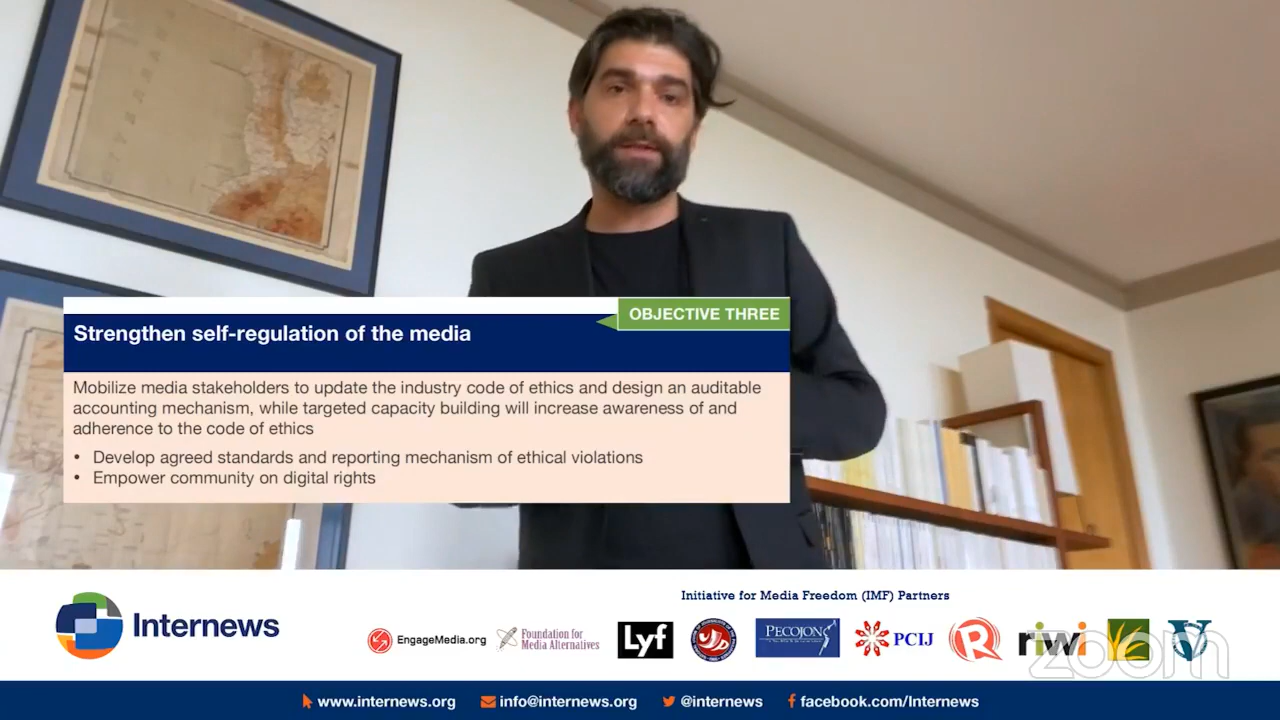 OBJECTIVE THREE
Strengthen self-regulation of the media
Mobilize media stakeholders to update the industry code of ethics and design an auditable
accounting mechanism, while targeted capacity building will increase awareness of and
adherence to the code of ethics
• Develop agreed standards and reporting mechanism of ethical violations
• Empower community on digital rights
Initiative for Media Freedom (IMF) Partners
Internews
EngageMedia.org
Foundation for
Media Alternatives
Lyf
PECOJON
PCIJ
R
riwi
V
zoom
www.internews.org
info@internews.org
@internews
facebook.com/Internews